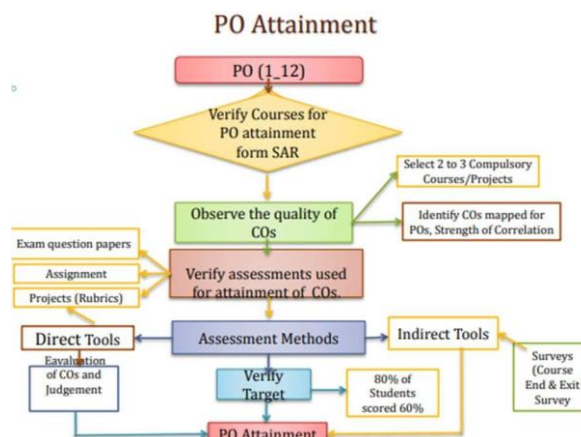 PO Attainment
PO (1_12)
Verify Courses for
PO attainment
form SAR
Select 2 to 3 Compulsory
Courses/Projects
Observe the quality of
COs
Identify COs mapped for
POs, Strength of Correlation
Exam question papers
Assignment
Projects (Rubrics)
Verify assessments used
for attainment of COs.
Direct Tools
Assessment Methods
Indirect Tools
Eavaluation
of COs and
Judgement
Verify
Target
80% of
Students
scored 60%
Surveys
(Course
End & Exit
Survey
PO Attainment